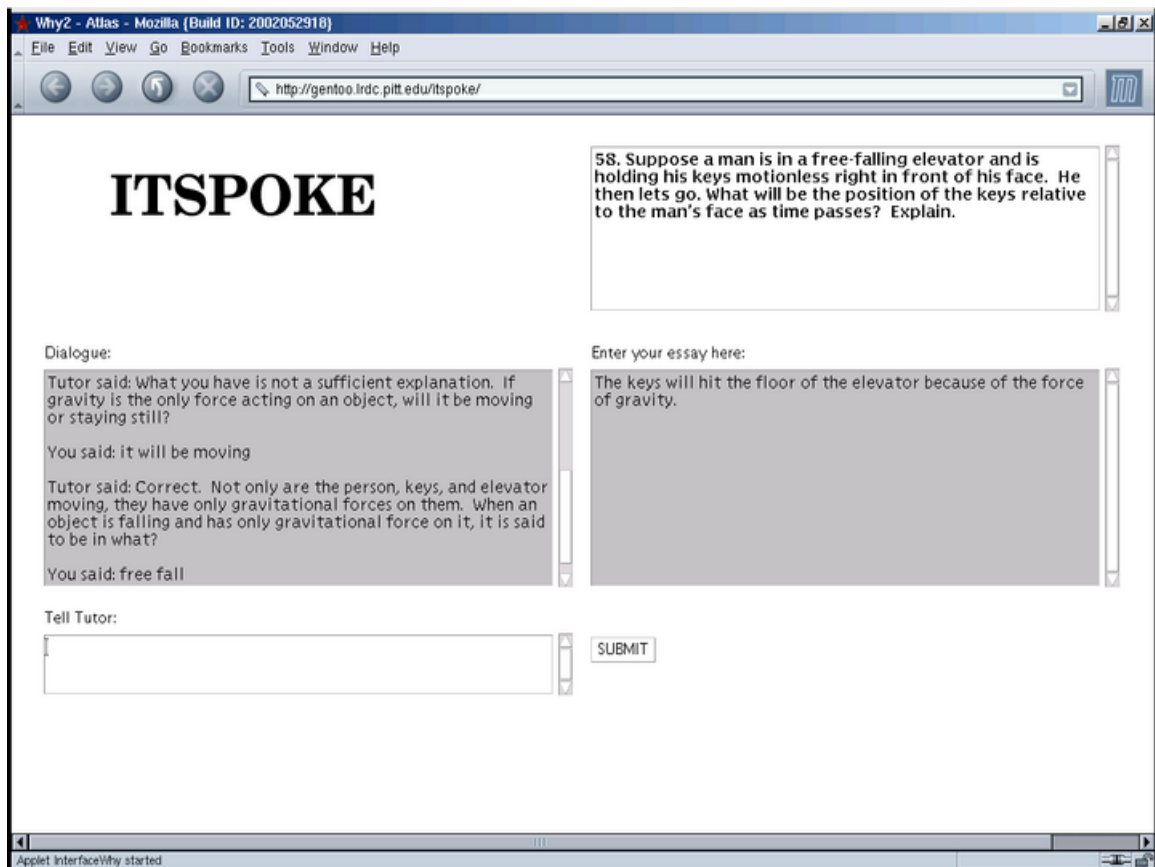 Why2 - Atlas - Mozilla {Build ID: 2002052918}
File Edit View Go Bookmarks Tools Window Help
http://gentoo.lrdc.pitt.edu/itspoke/
ITSPOKE
58. Suppose a man is in a free-falling elevator and is
holding his keys motionless right in front of his face. He
then lets go. What will be the position of the keys relative
to the man's face as time passes? Explain.
Dialogue:
Tutor said: What you have is not a sufficient explanation. If
gravity is the only force acting on an object, will it be moving
or staying still?
You said: it will be moving
Tutor said: Correct. Not only are the person, keys, and elevator
moving, they have only gravitational forces on them. When an
object is falling and has only gravitational force on it, it is said
to be in what?
You said: free fall
Enter your essay here:
The keys will hit the floor of the elevator because of the force
of gravity.
Tell Tutor:
SUBMIT
Applet InterfaceWhy started